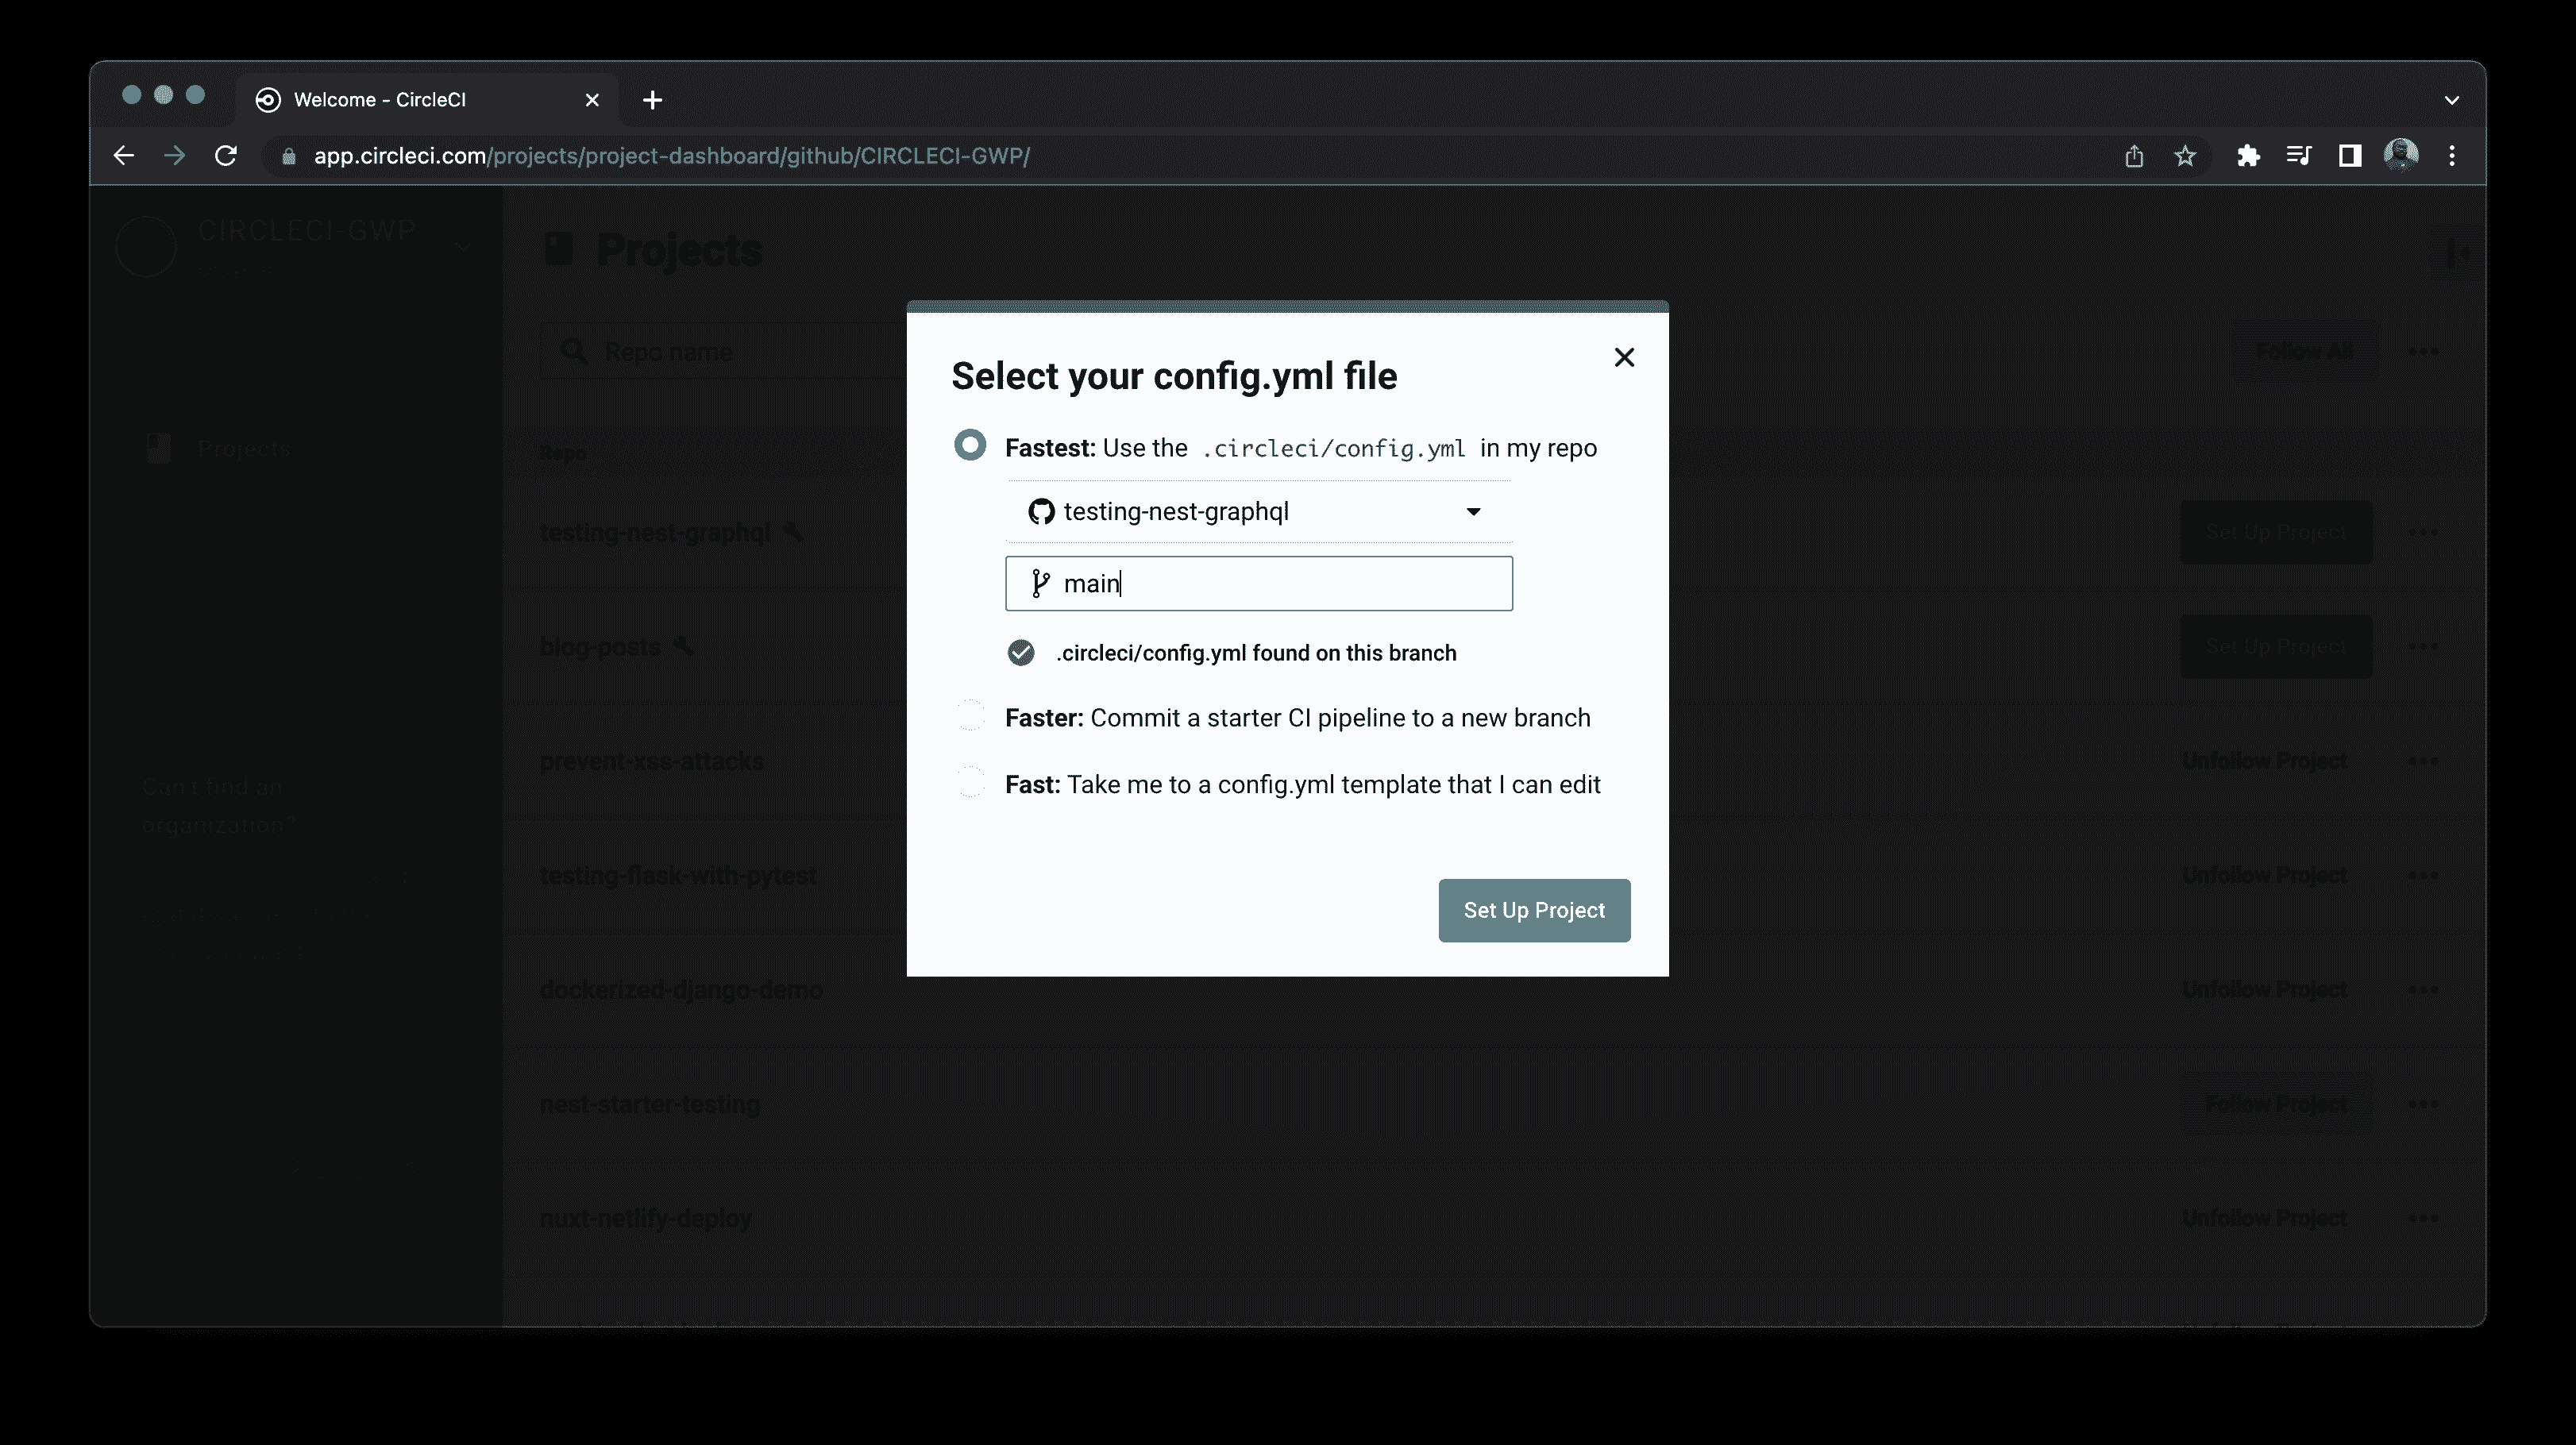 Welcome - CircleCI
app.circleci.com/projects/project-dashboard/github/CIRCLECI-GWP/
CIRCLECI-GWP
Projects
Can't find an
organization?
Projects
Repo name
Follow All
Repo
testing-nest-graphql
Set Up Project
blog-posts
Set Up Project
prevent-xss-attacks
Unfollow Project
testing-flask-with-pytest
Unfollow Project
dockerized-django-demo
Unfollow Project
nest-starter-testing
Follow Project
nuxt-netlify-deploy
Unfollow Project
Select your config.yml file
Fastest: Use the .circleci/config.yml in my repo
testing-nest-graphql
main
.circleci/config.yml found on this branch
Faster: Commit a starter CI pipeline to a new branch
Fast: Take me to a config.yml template that I can edit
Set Up Project